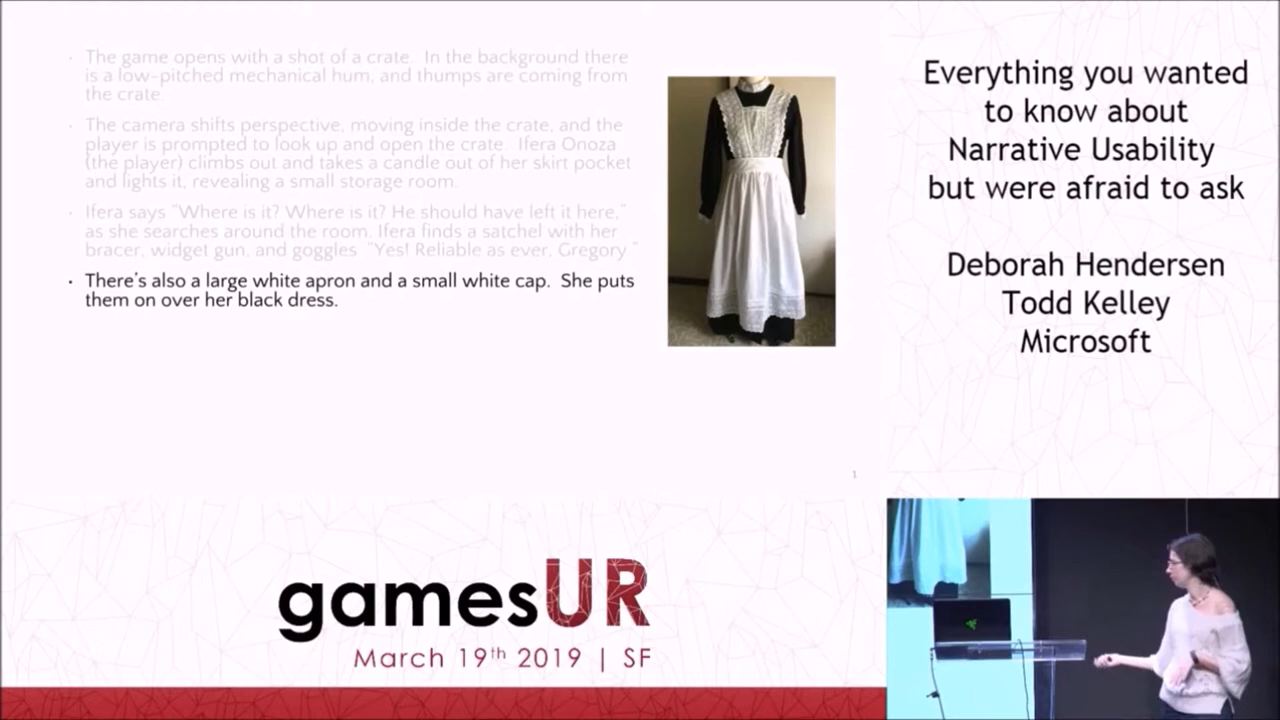 · The game opens with a shot of a crate. In the background there
is a low-pitched mechanical hum, and thumps are coming from
the crate.
· The camera shifts perspective, moving inside the crate, and the
player is prompted to look up and open the crate. Ifera Onoza
(the player) climbs out and takes a candle out of her skirt pocket
and lights it, revealing a small storage room.
· Ifera says "Where is it? Where is it? He should have left it here,"
as she searches around the room. Ifera finds a satchel with her
bracer, widget gun, and goggles "Yes! Reliable as ever, Gregory "
· There's also a large white apron and a small white cap. She puts
them on over her black dress.
1
Everything you wanted
to know about
Narrative Usability
but were afraid to ask
Deborah Hendersen
Todd Kelley
Microsoft
gamesUR
March 19th 2019 | SF